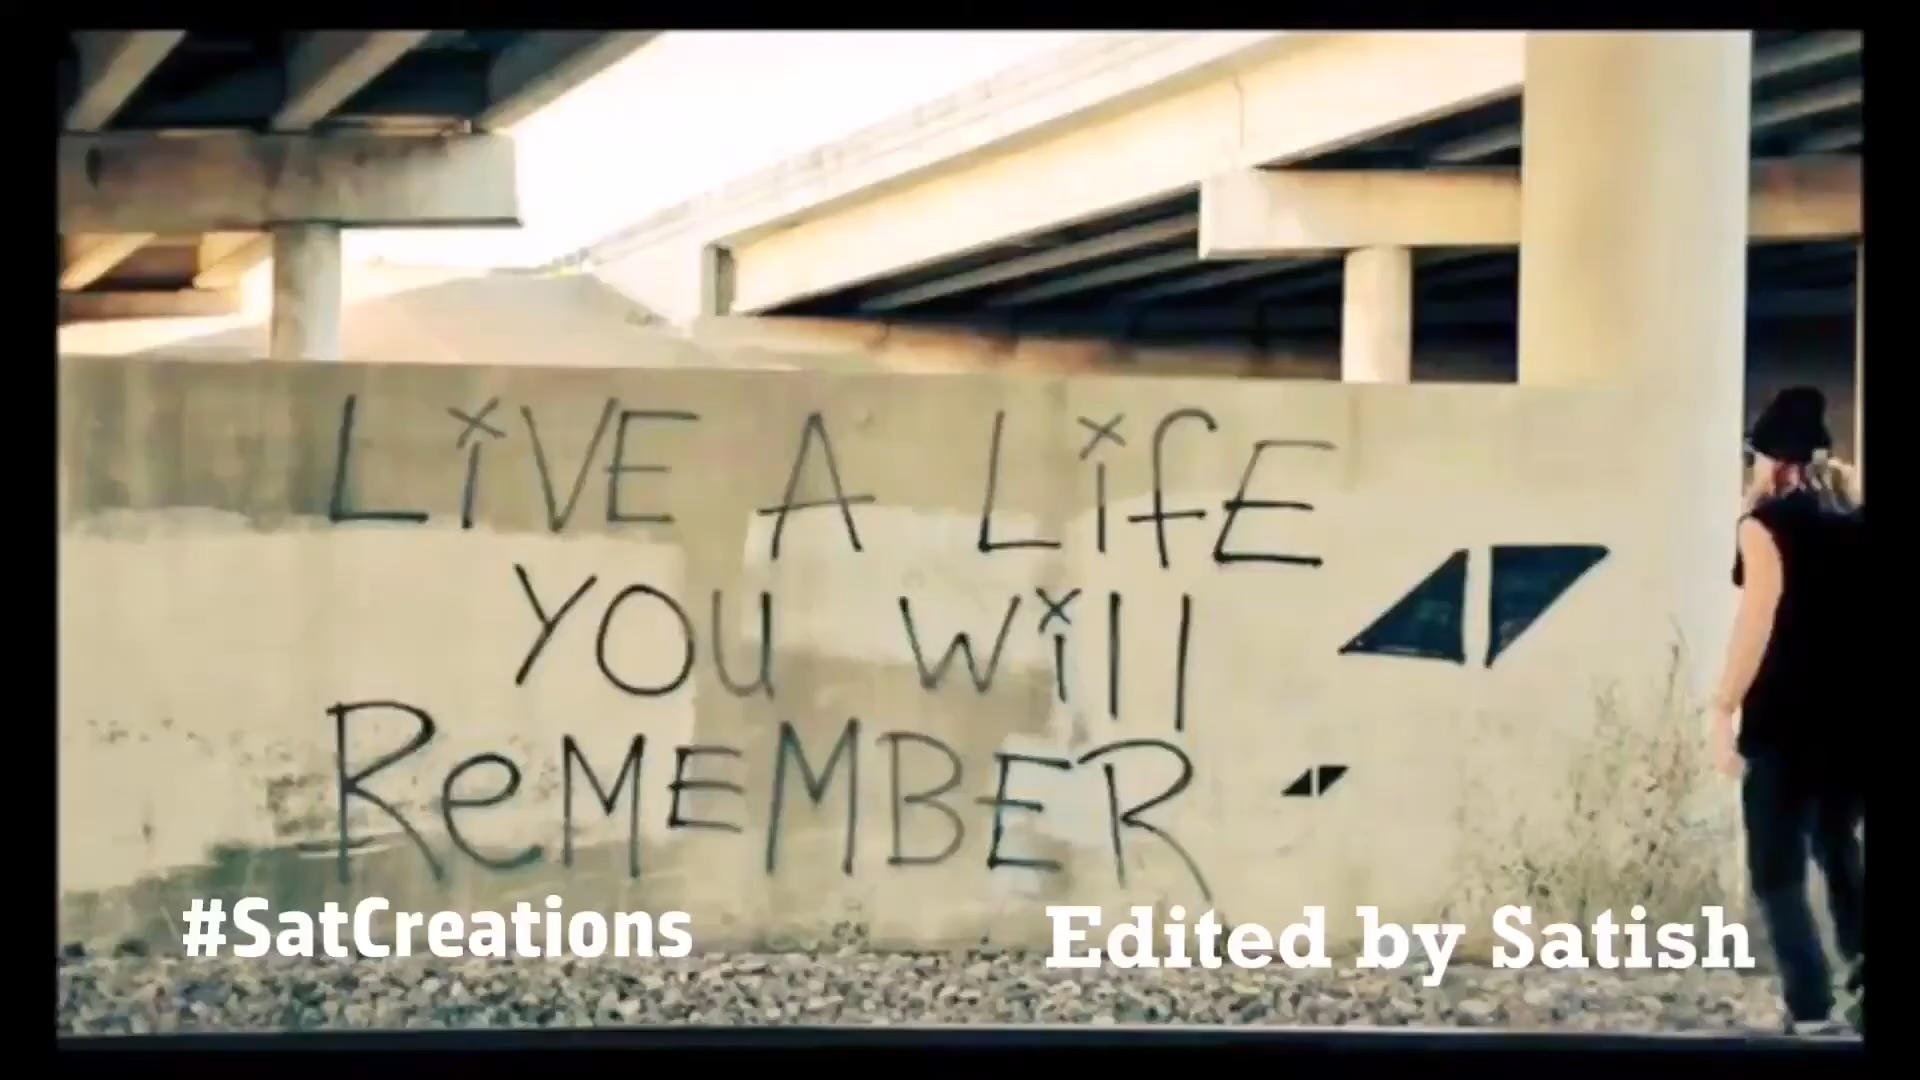 LiVE A LifE
YOU Will
ReMEMBER
#SatCreations
Edited by Satish